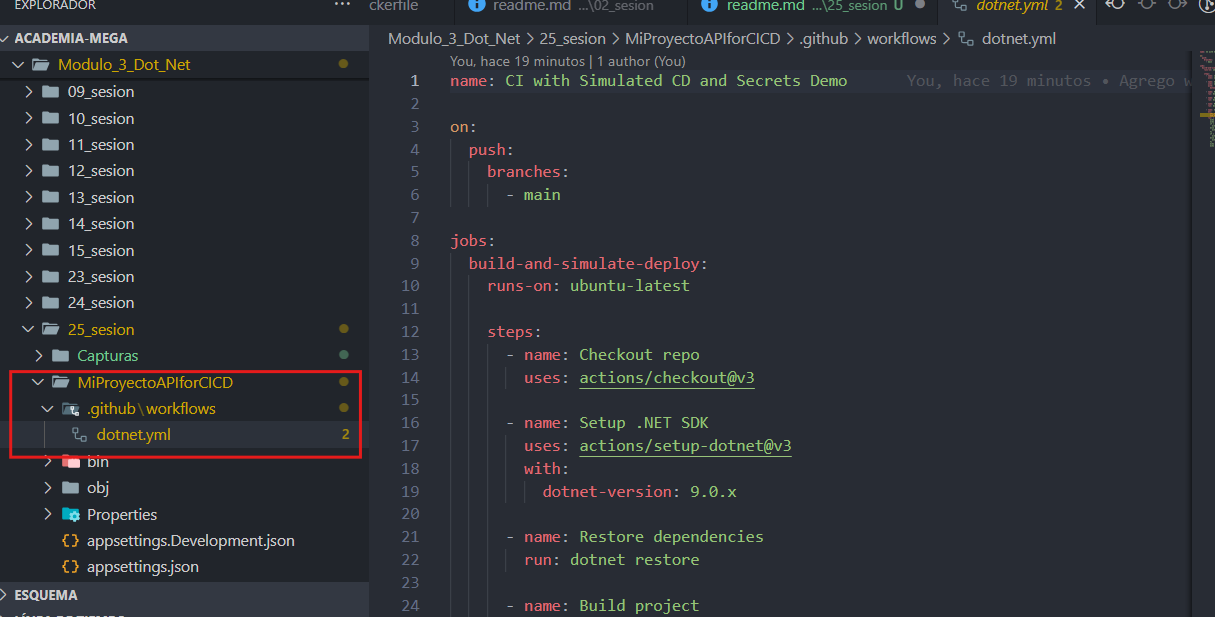 EXPLORADOR
···
ckerfile
readme.md ...\02_sesion
readme.md ...\25_sesion U
dotnet.yml 2
ACADEMIA-MEGA
Modulo_3_Dot_Net
09_sesion
10_sesion
11_sesion
12_sesion
13_sesion
14_sesion
15_sesion
23_sesion
24_sesion
25_sesion
Capturas
MiProyectoAPIforCICD
.github\workflows
dotnet.yml 2
bin
obj
Properties
{} appsettings.Development.json
{} appsettings.json
ESQUEMA
Modulo_3_Dot_Net > 25_sesion > MiProyectoAPIforCICD > .github > workflows > dotnet.yml
You, hace 19 minutos | 1 author (You)
1 name: CI with Simulated CD and Secrets Demo You, hace 19 minutos • Agrego w
2
3 on:
4 push:
5 branches:
6 - main
7
8 jobs:
9 build-and-simulate-deploy:
10 runs-on: ubuntu-latest
11
12 steps:
13 - name: Checkout repo
14 uses: actions/checkout@v3
15
16 - name: Setup .NET SDK
17 uses: actions/setup-dotnet@v3
18 with:
19 dotnet-version: 9.0.x
20
21 - name: Restore dependencies
22 run: dotnet restore
23
24 - name: Build project